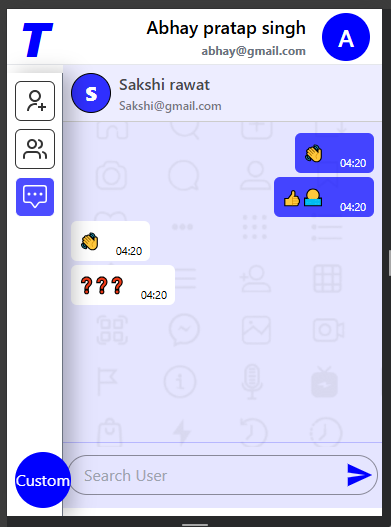 T
Abhay pratap singh
abhay@gmail.com
A
S
Sakshi rawat
Sakshi@gmail.com
👏
04:20
👍🤷
04:20
👏
04:20
❓❓❓
04:20
Custom
Search User